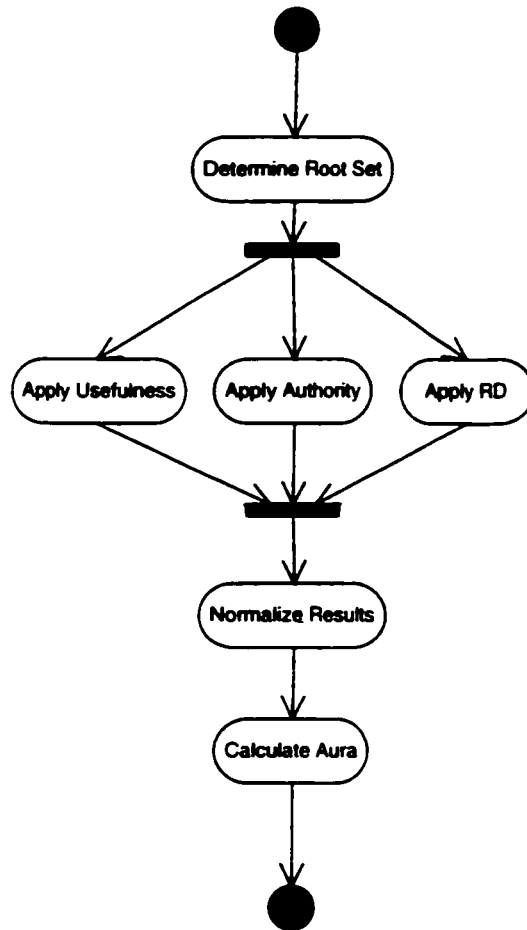 Determine Root Set
Apply Usefulness
Apply Authority
Apply RD
Normalize Results
Calculate Aura